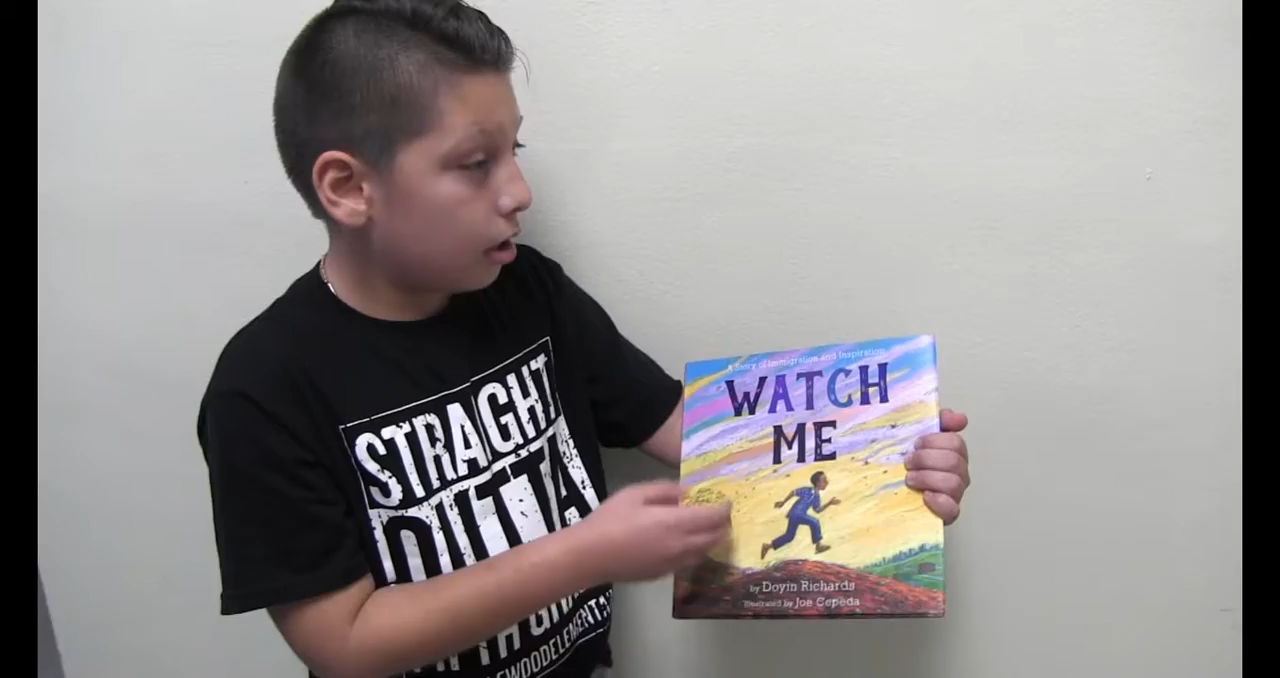 A Story of Immigration and Inspiration
WATCH
ME
by Doyin Richards
Illustrated by Joe Cepeda
STRAIGHT
OUTTA